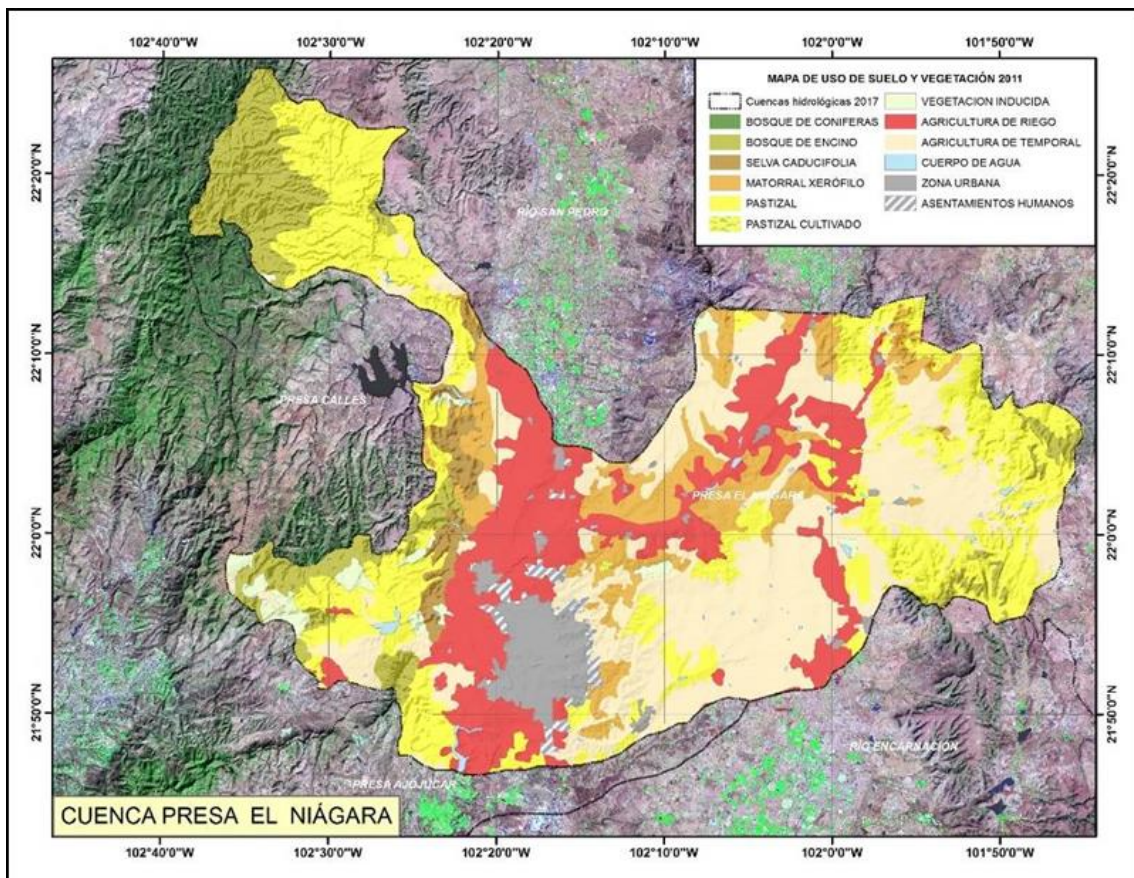 102°40'0"W 102°30'0"W 102°20'0"W 102°10'0"W 102°0'0"W 101°50'0"W
MAPA DE USO DE SUELO Y VEGETACIÓN 2011
Cuencas hidrológicas 2017
BOSQUE DE CONIFERAS
BOSQUE DE ENCINO
SELVA CADUCIFOLIA
MATORRAL XERÓFILO
PASTIZAL
PASTIZAL CULTIVADO
VEGETACION INDUCIDA
AGRICULTURA DE RIEGO
AGRICULTURA DE TEMPORAL
CUERPO DE AGUA
ZONA URBANA
ASENTAMIENTOS HUMANOS
22°20'0"N 22°20'0"N
RÍO SAN PEDRO
22°10'0"N 22°10'0"N
PRESA CALLES
PRESA EL NIÁGARA
22°0'0"N 22°0'0"N
21°50'0"N 21°50'0"N
RÍO ENCARNACIÓN
PRESA AJOJUCAR
CUENCA PRESA EL NIÁGARA
102°40'0"W 102°30'0"W 102°20'0"W 102°10'0"W 102°0'0"W 101°50'0"W